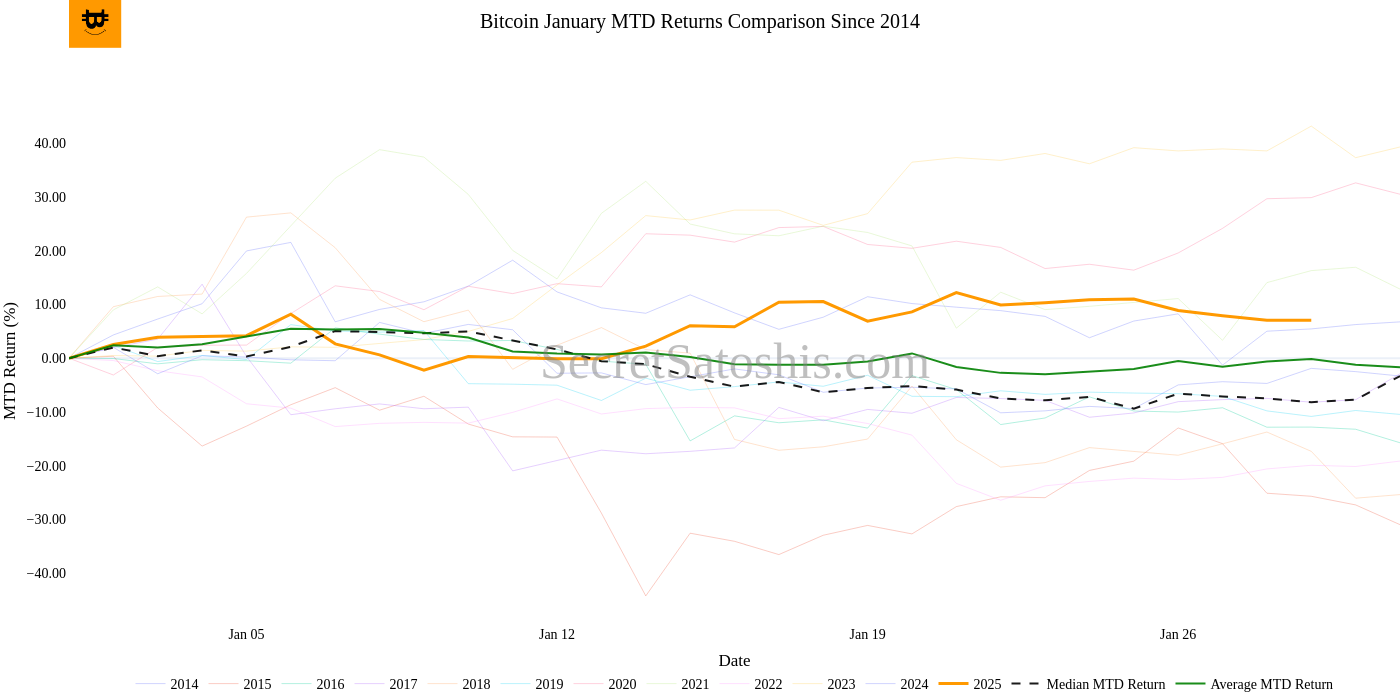 Bitcoin January MTD Returns Comparison Since 2014
MTD Return (%)
40.00
30.00
20.00
10.00
0.00
−10.00
−20.00
−30.00
−40.00
SecretSatoshis.com
Jan 05 Jan 12 Jan 19 Jan 26
Date
2014 2015 2016 2017 2018 2019 2020 2021 2022 2023 2024 2025 Median MTD Return Average MTD Return